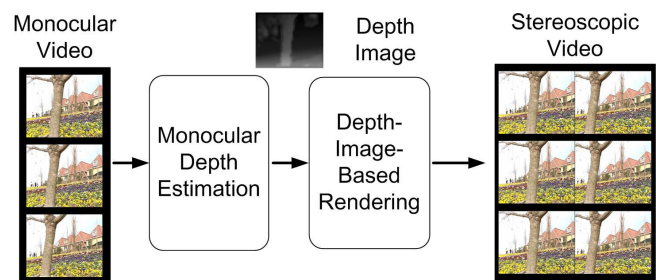 Monocular
Video
Depth
Image
Stereoscopic
Video
Monocular
Depth
Estimation
Depth-
Image-
Based
Rendering